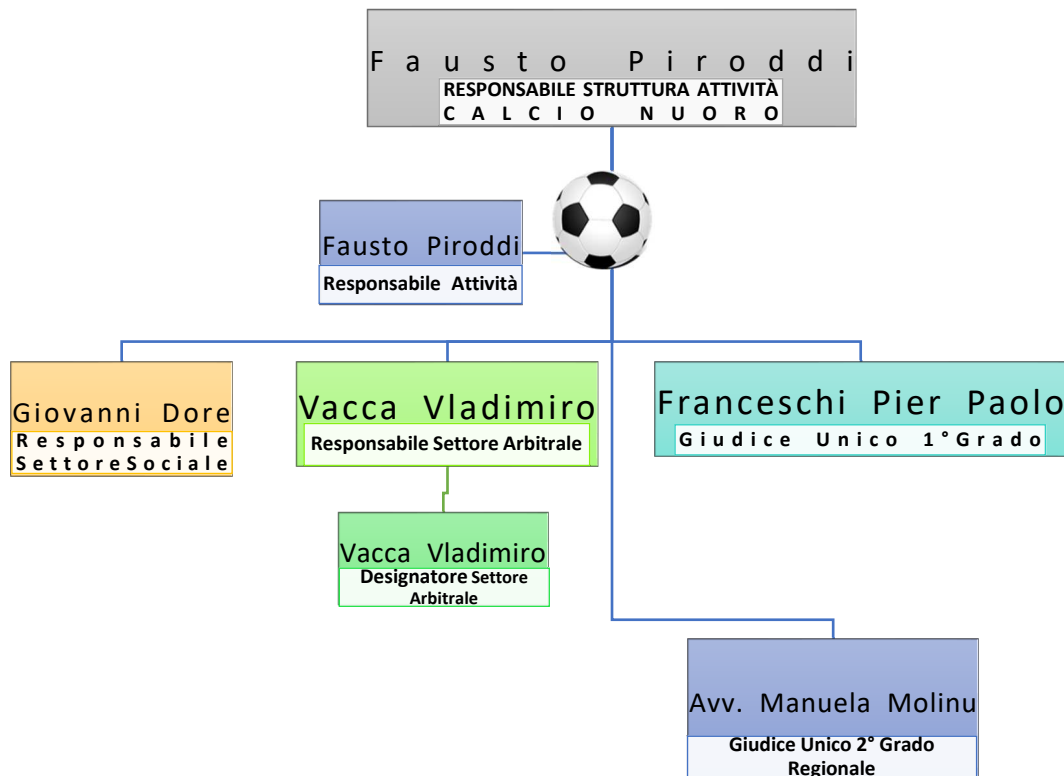 Fausto Piroddi
RESPONSABILE STRUTTURA ATTIVITÀ
CALCIO NUORO
Fausto Piroddi
Responsabile Attività
Giovanni Dore
Responsabile
Settore Sociale
Vacca Vladimiro
Responsabile Settore Arbitrale
Franceschi Pier Paolo
Giudice Unico 1° Grado
Vacca Vladimiro
Designatore Settore
Arbitrale
Avv. Manuela Molinu
Giudice Unico 2° Grado
Regionale